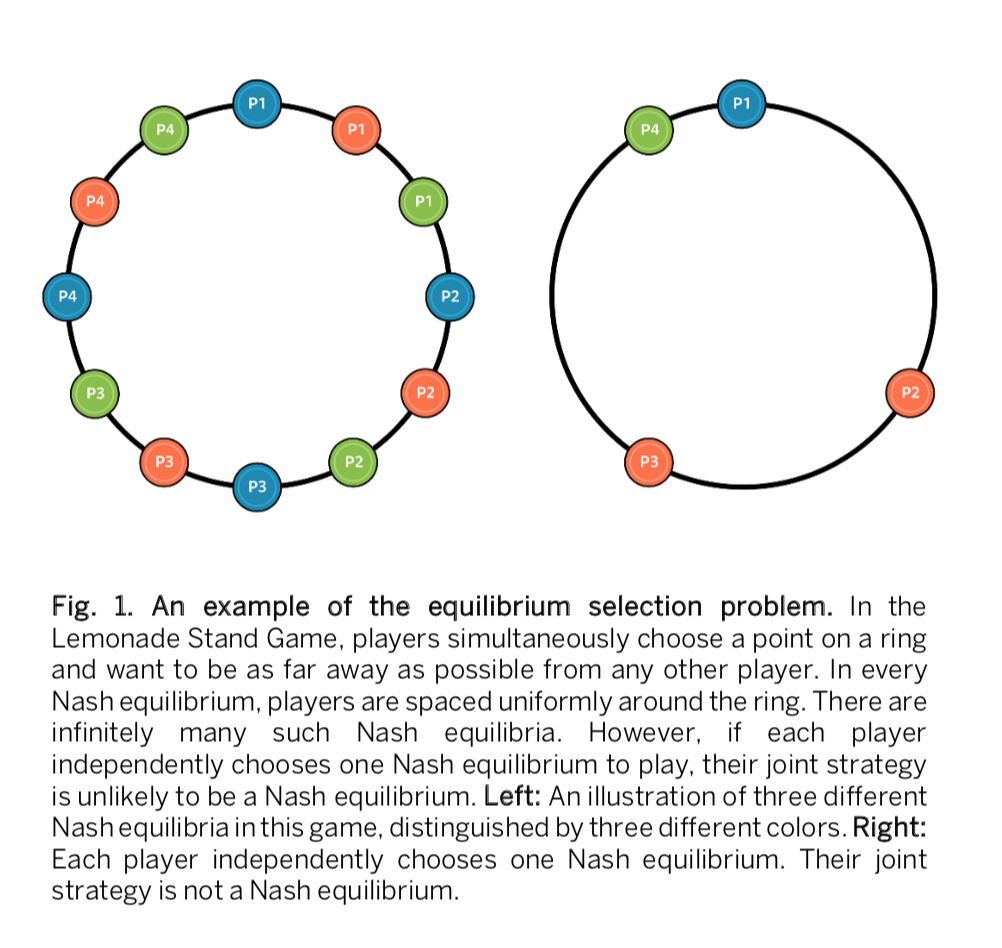 P1
P4
P1
P4
P1
P4
P2
P3
P2
P3
P2
P3
P1
P4
P2
P3
Fig. 1. An example of the equilibrium selection problem. In the
Lemonade Stand Game, players simultaneously choose a point on a ring
and want to be as far away as possible from any other player. In every
Nash equilibrium, players are spaced uniformly around the ring. There are
infinitely many such Nash equilibria. However, if each player
independently chooses one Nash equilibrium to play, their joint strategy
is unlikely to be a Nash equilibrium. Left: An illustration of three different
Nash equilibria in this game, distinguished by three different colors. Right:
Each player independently chooses one Nash equilibrium. Their joint
strategy is not a Nash equilibrium.